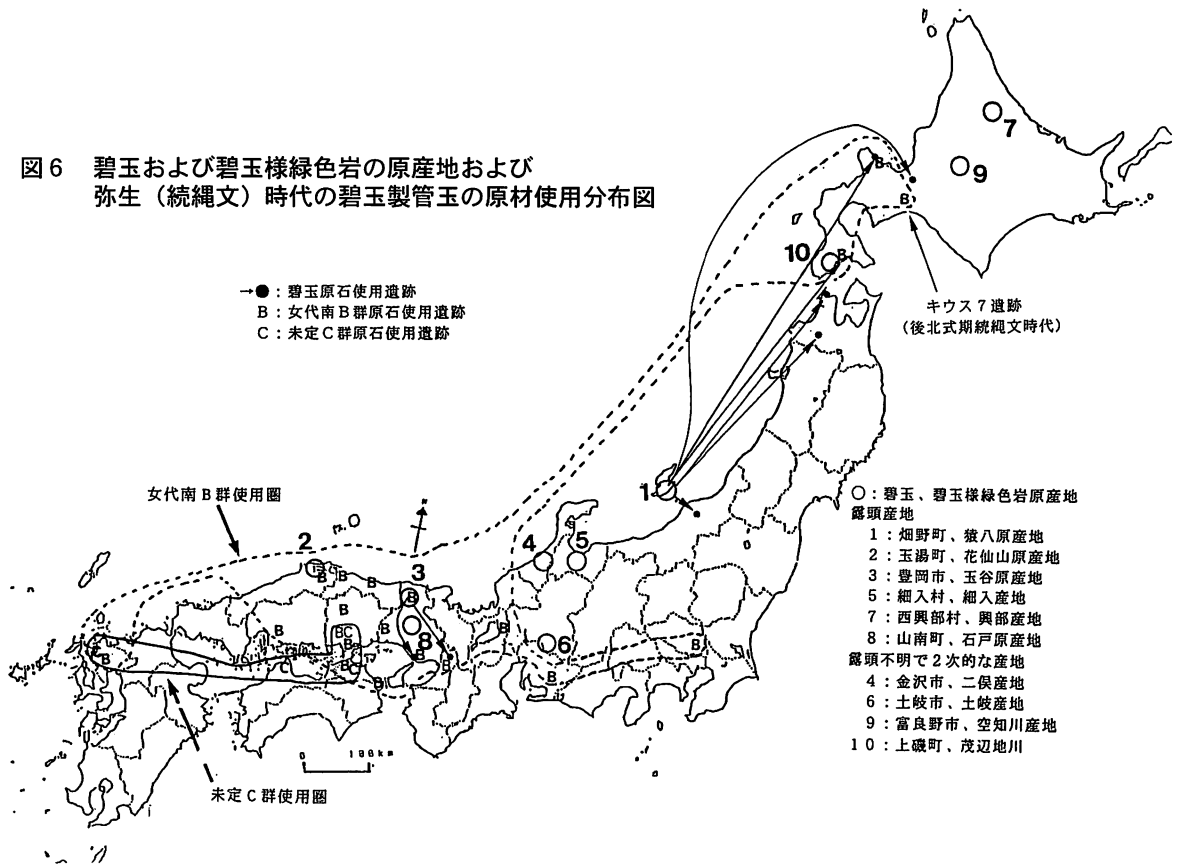 図6 碧玉および碧玉様緑色岩の原産地および
弥生（続縄文）時代の碧玉製管玉の原材使用分布図
→●：碧玉原石使用遺跡
B：女代南B群原石使用遺跡
C：未定C群原石使用遺跡
7
9
10
B
B
B
キウス7遺跡
（後北式期続縄文時代）
1
女代南B群使用圏
N
2
3
4
5
B
B
B
B
B
B
B
BC
B
B
8
B
B
6
B
C
BC
B
B
B
B
0 100km
未定C群使用圏
○：碧玉、碧玉様緑色岩原産地
露頭産地
1：畑野町、猿八原産地
2：玉湯町、花仙山原産地
3：豊岡市、玉谷原産地
5：細入村、細入産地
7：西興部村、興部産地
8：山南町、石戸原産地
露頭不明で2次的な産地
4：金沢市、二俣産地
6：土岐市、土岐産地
9：富良野市、空知川産地
10：上磯町、茂辺地川